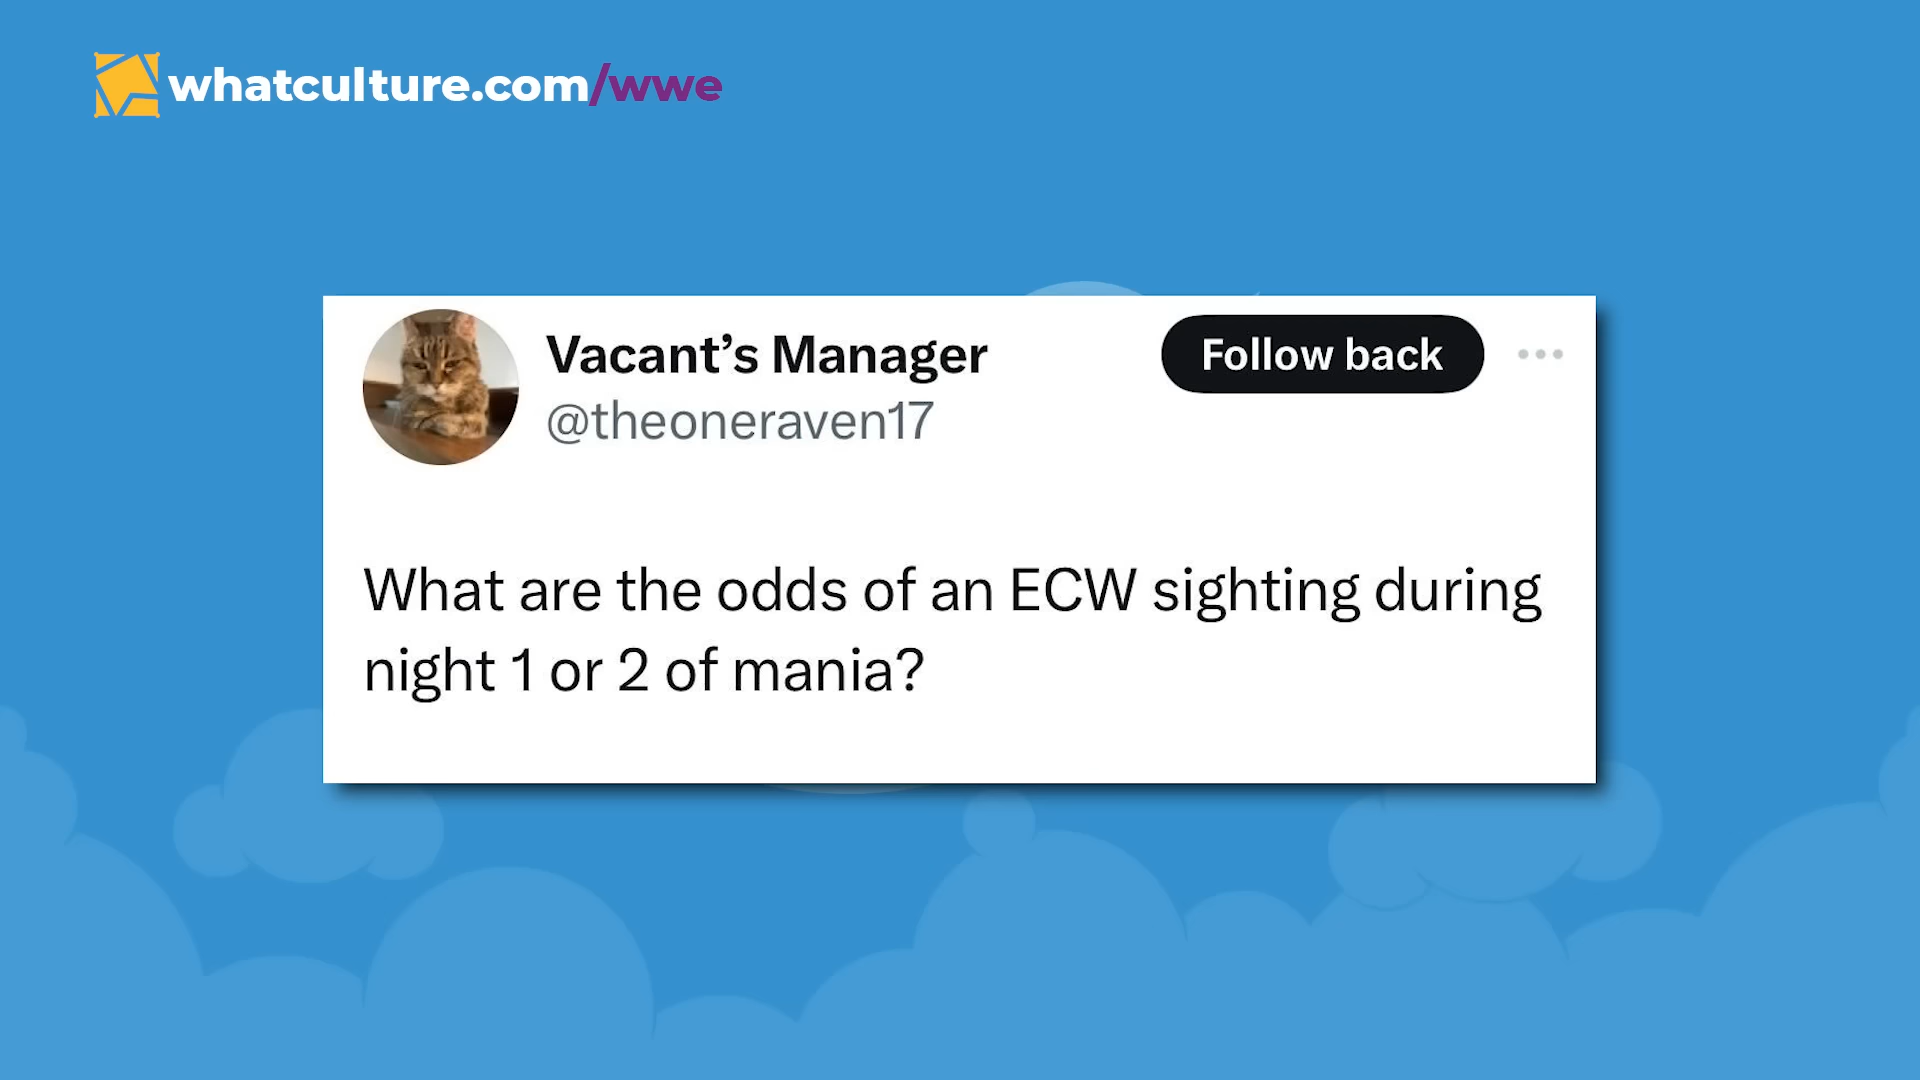 whatculture.com/wwe
Vacant’s Manager
Follow back
@theoneraven17
What are the odds of an ECW sighting during
night 1 or 2 of mania?